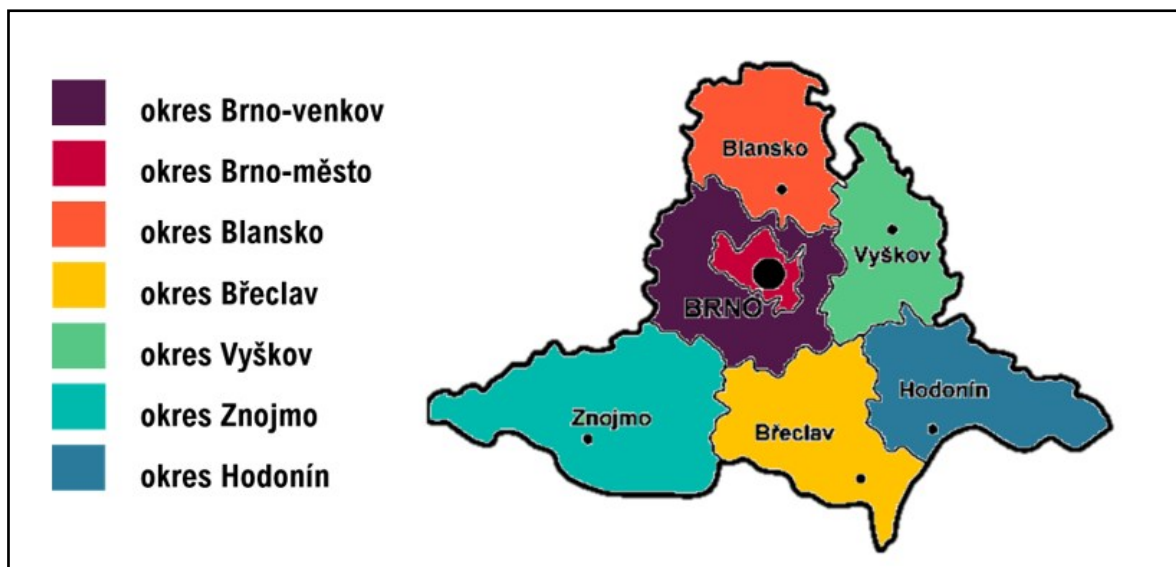 okres Brno-venkov
okres Brno-město
okres Blansko
okres Břeclav
okres Vyškov
okres Znojmo
okres Hodonín
Blansko
Vyškov
BRNO
Hodonín
Znojmo
Břeclav